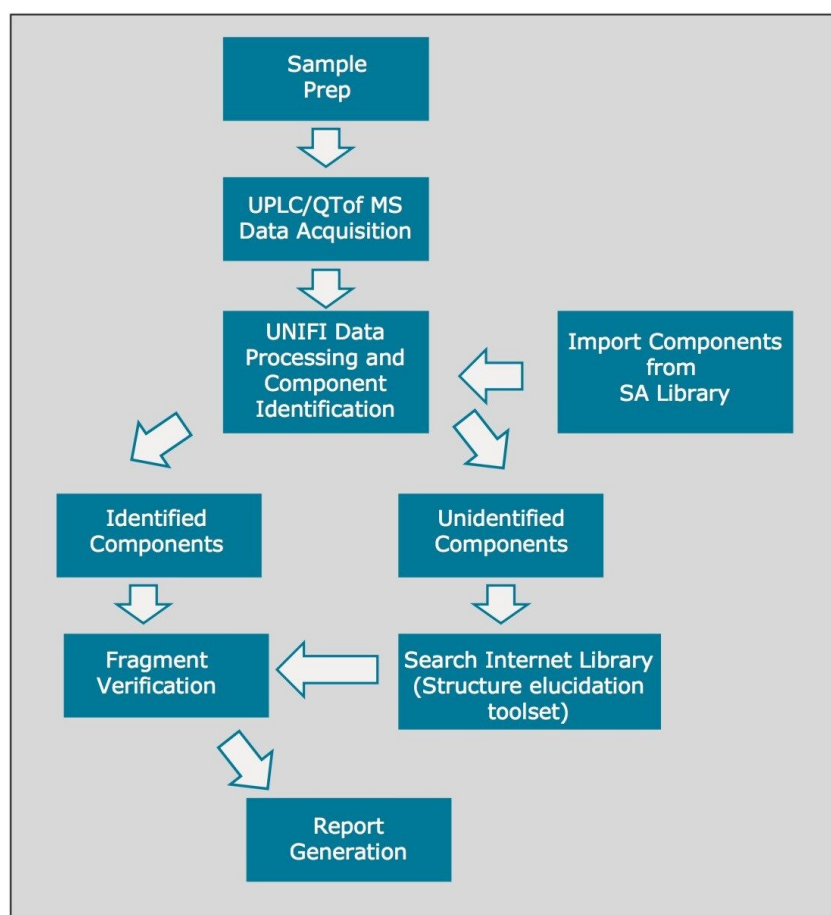 Sample
Prep
UPLC/QTof MS
Data Acquisition
UNIFI Data
Processing and
Component
Identification
Import Components
from
SA Library
Identified
Components
Unidentified
Components
Fragment
Verification
Search Internet Library
(Structure elucidation
toolset)
Report
Generation